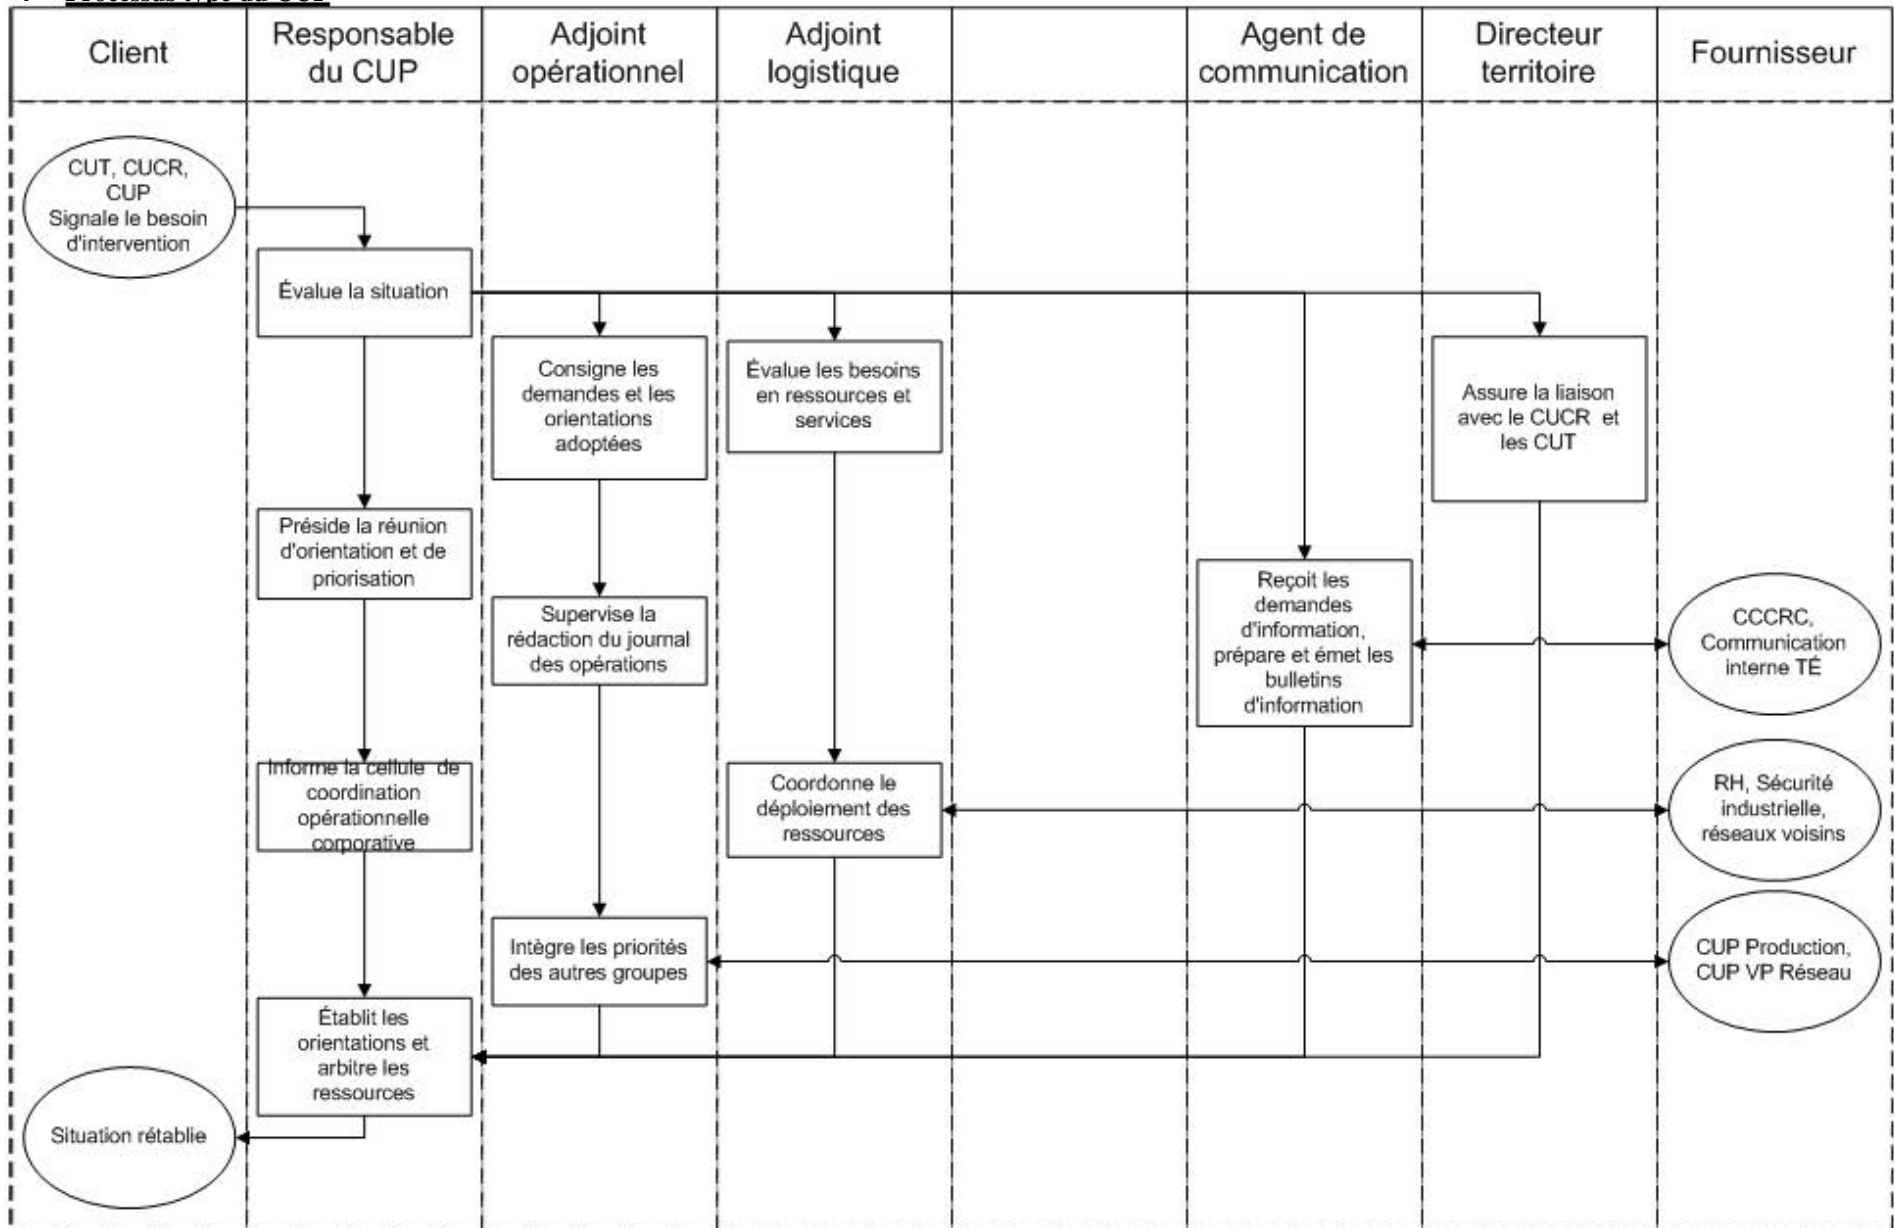 Processus type du CUP
Client
Responsable
du CUP
Adjoint
opérationnel
Adjoint
logistique
Agent de
communication
Directeur
territoire
Fournisseur
CUT, CUCR,
CUP
Signale le besoin
d'intervention
Évalue la situation
Consigne les
demandes et les
orientations
adoptées
Évalue les besoins
en ressources et
services
Assure la liaison
avec le CUCR et
les CUT
Préside la réunion
d'orientation et de
priorisation
Supervise la
rédaction du journal
des opérations
Reçoit les
demandes
d'information,
prépare et émet les
bulletins
d'information
CCCRC,
Communication
interne TÉ
Informe la cellule de
coordination
opérationnelle
corporative
Coordonne le
déploiement des
ressources
RH, Sécurité
industrielle,
réseaux voisins
Intègre les priorités
des autres groupes
CUP Production,
CUP VP Réseau
Établit les
orientations et
arbitre les
ressources
Situation rétablie